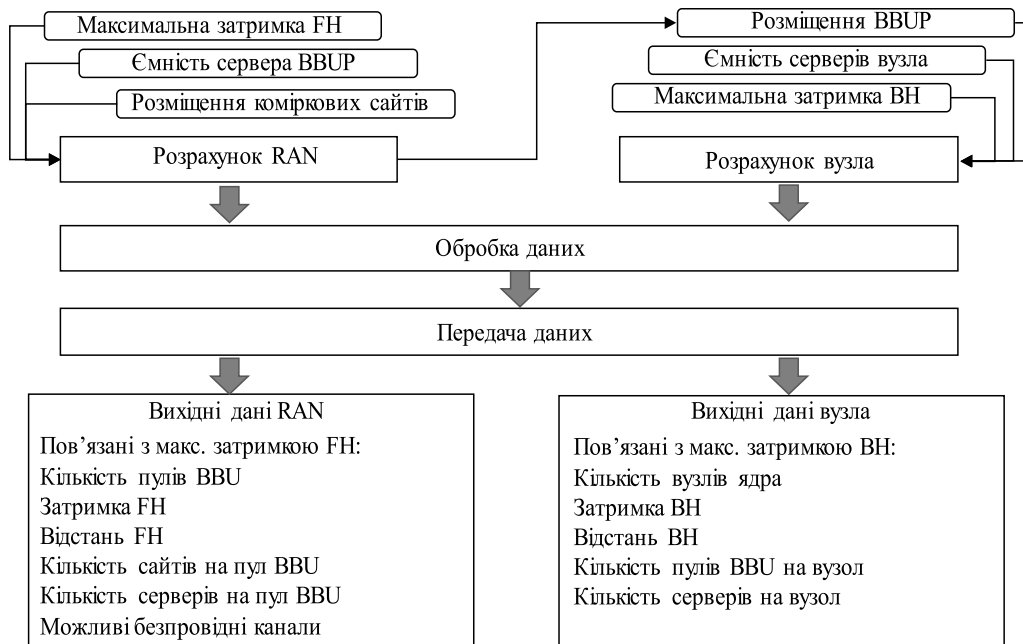 Максимальна затримка FH
Ємність сервера BBUP
Розміщення коміркових сайтів
Розрахунок RAN
Розміщення BBUP
Ємність серверів вузла
Максимальна затримка BH
Розрахунок вузла
Обробка даних
Передача даних
Вихідні дані RAN
Пов’язані з макс. затримкою FH:
Кількість пулів BBU
Затримка FH
Відстань FH
Кількість сайтів на пул BBU
Кількість серверів на пул BBU
Можливі безпровідні канали
Вихідні дані вузла
Пов’язані з макс. затримкою BH:
Кількість вузлів ядра
Затримка BH
Відстань BH
Кількість пулів BBU на вузол
Кількість серверів на вузол